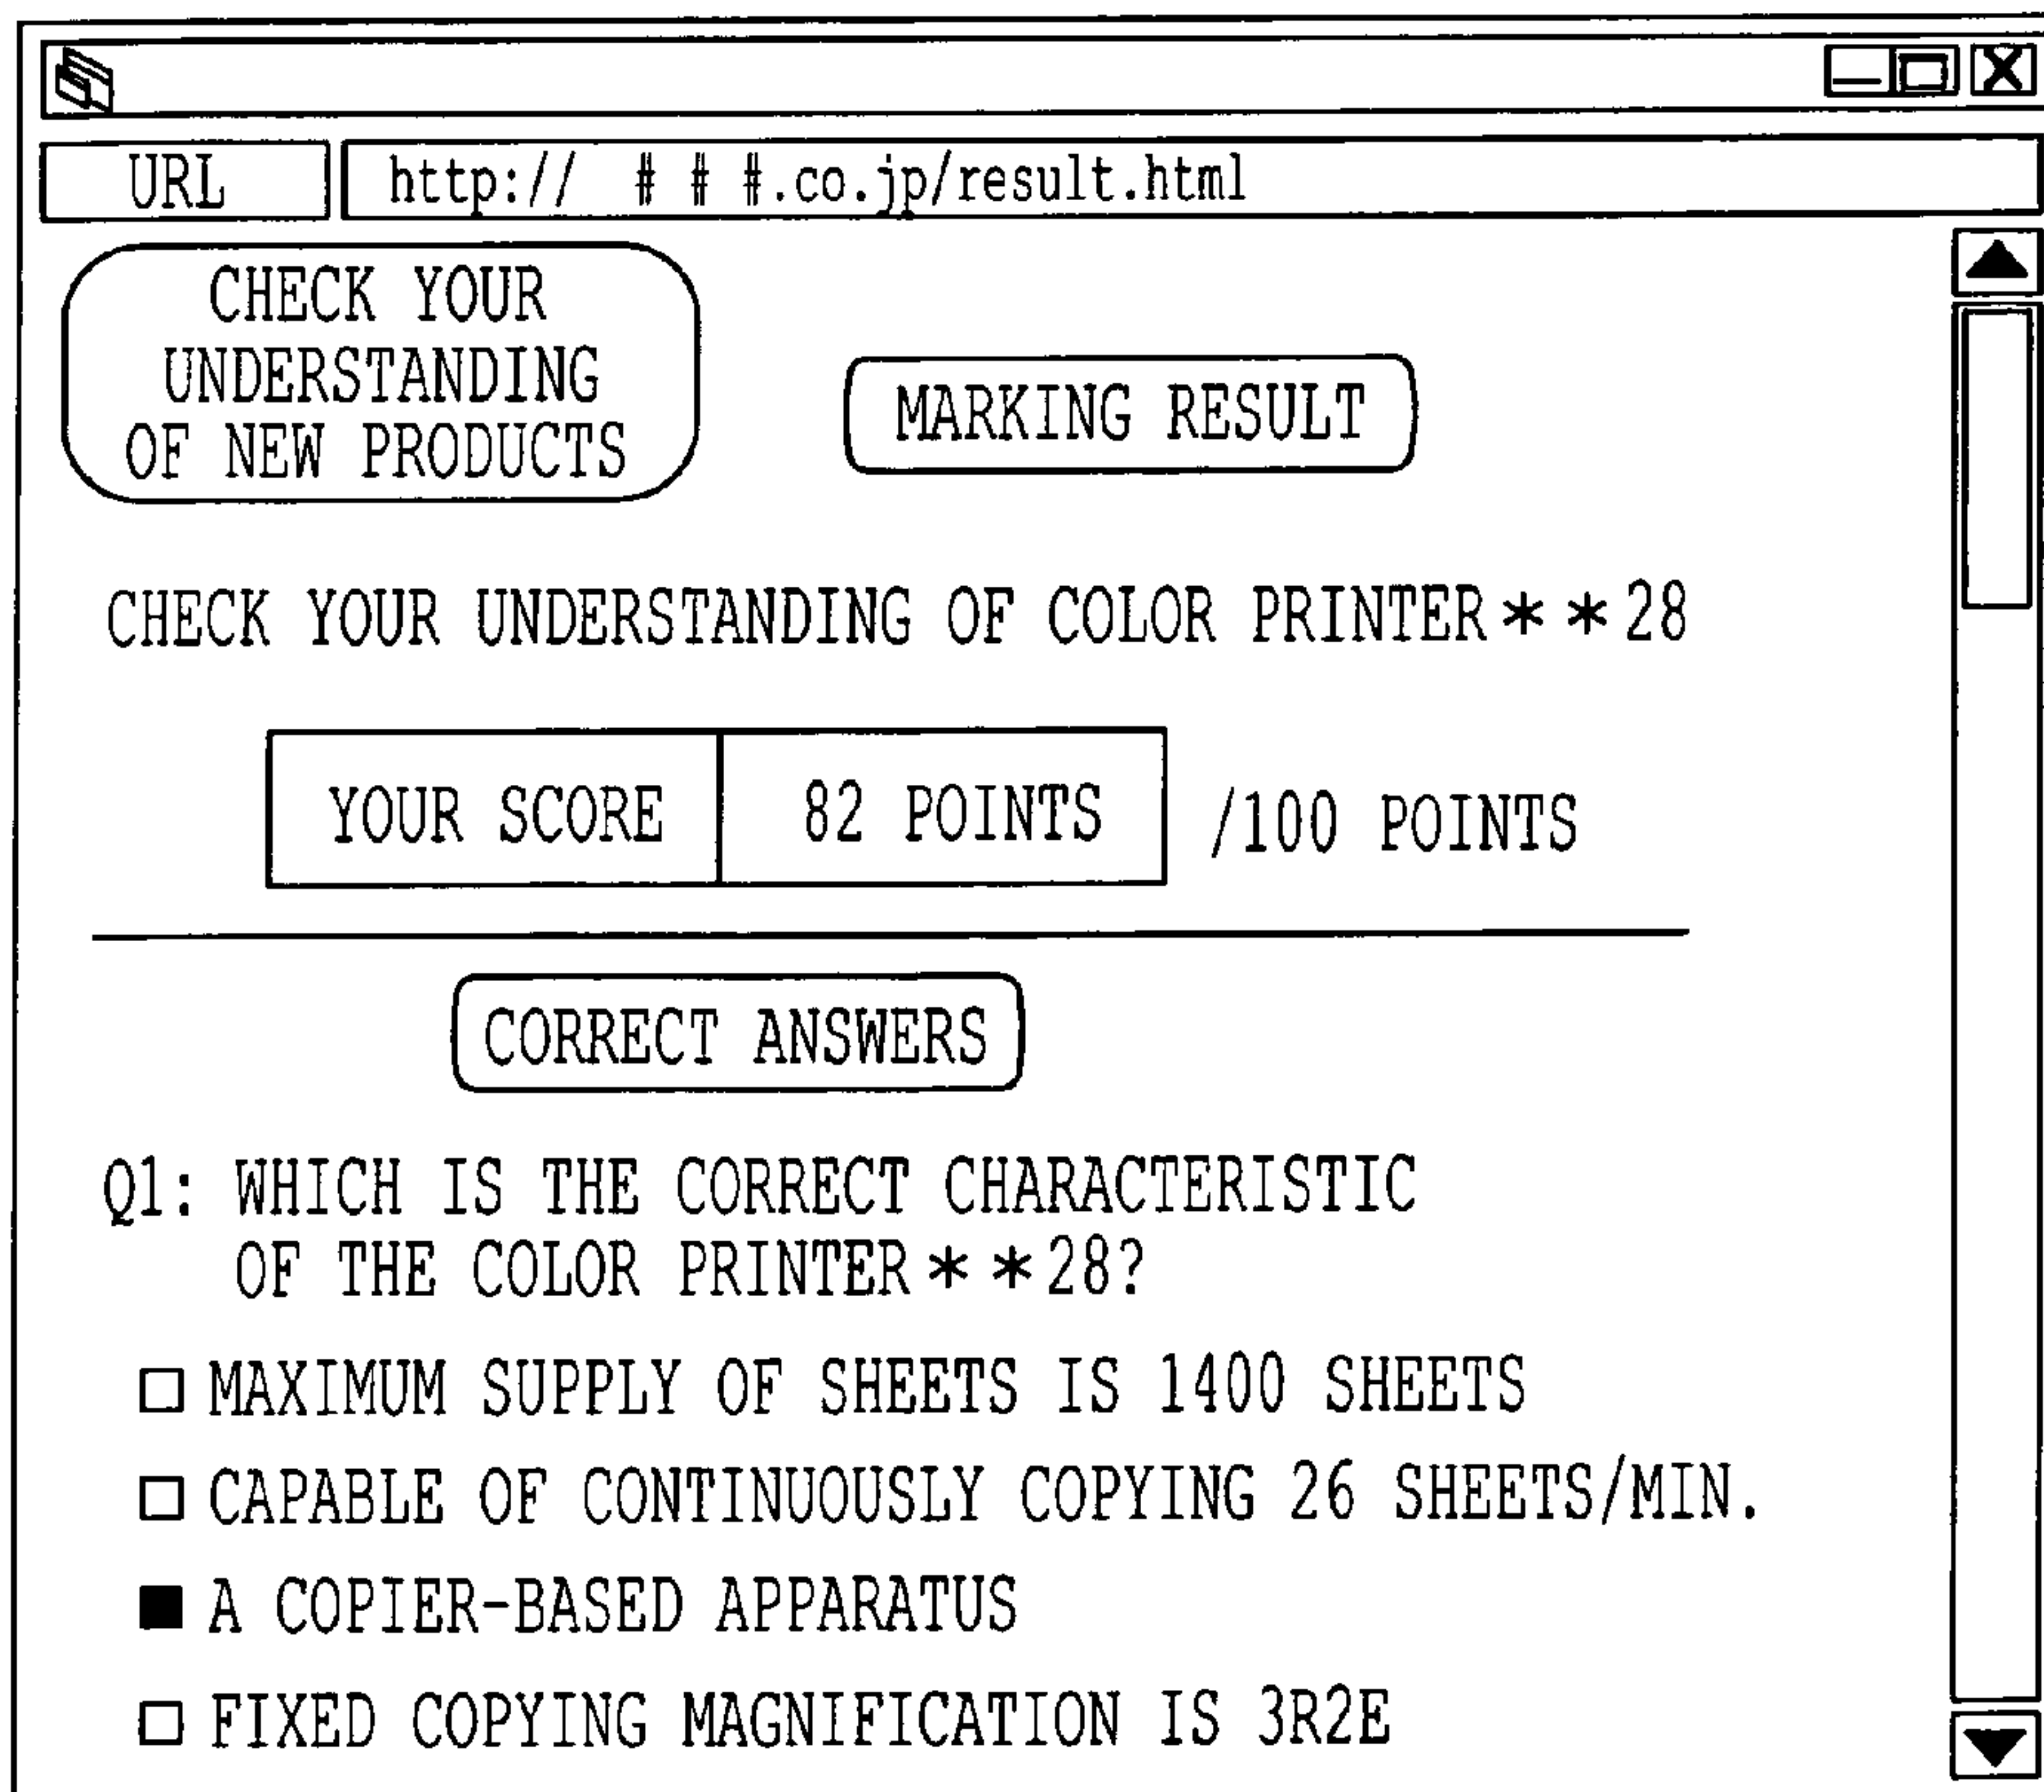 URL http:// # # #.co.jp/result.html
CHECK YOUR
UNDERSTANDING
OF NEW PRODUCTS
MARKING RESULT
CHECK YOUR UNDERSTANDING OF COLOR PRINTER**28
YOUR SCORE 82 POINTS /100 POINTS
CORRECT ANSWERS
Q1: WHICH IS THE CORRECT CHARACTERISTIC
OF THE COLOR PRINTER**28?
□ MAXIMUM SUPPLY OF SHEETS IS 1400 SHEETS
□ CAPABLE OF CONTINUOUSLY COPYING 26 SHEETS/MIN.
■ A COPIER-BASED APPARATUS
□ FIXED COPYING MAGNIFICATION IS 3R2E